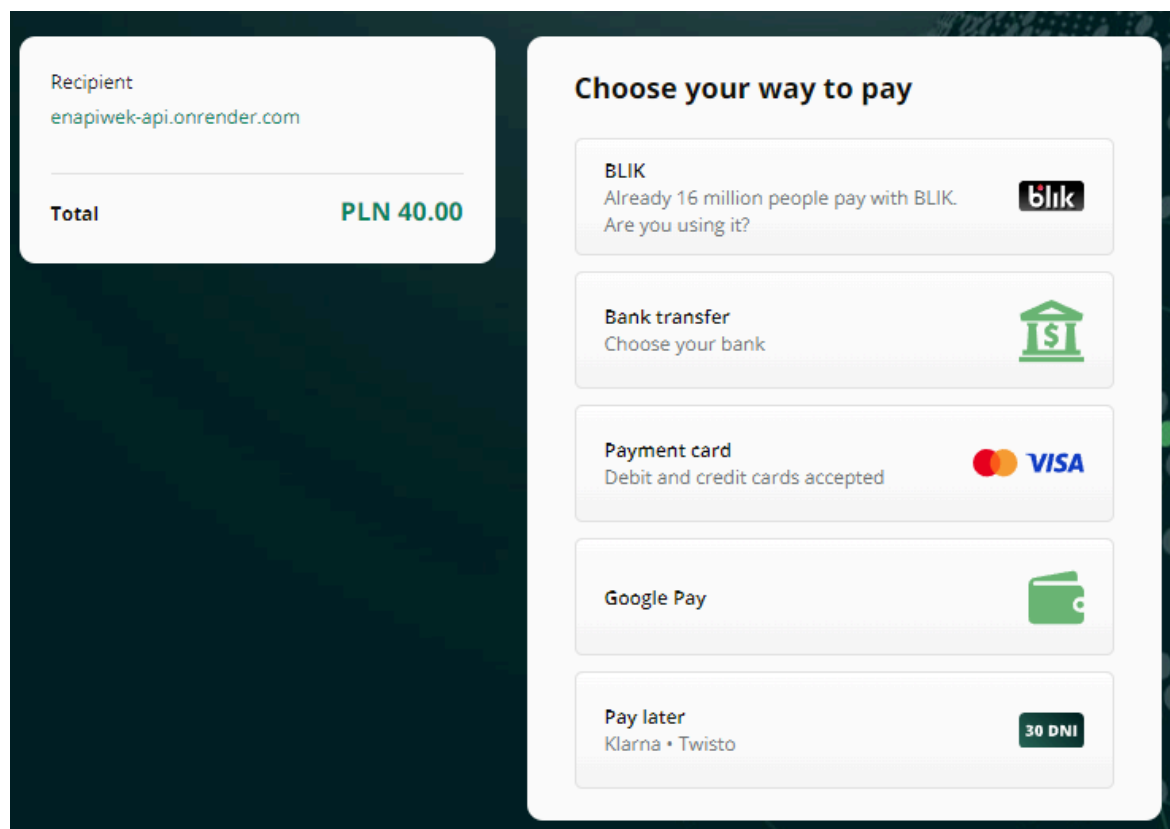 Recipient
enapiwek-api.onrender.com
Total PLN 40.00
Choose your way to pay
BLIK
Already 16 million people pay with BLIK.
Are you using it?
blik
Bank transfer
Choose your bank
$
Payment card
Debit and credit cards accepted
VISA
Google Pay
Pay later
Klarna • Twisto
30 DNI